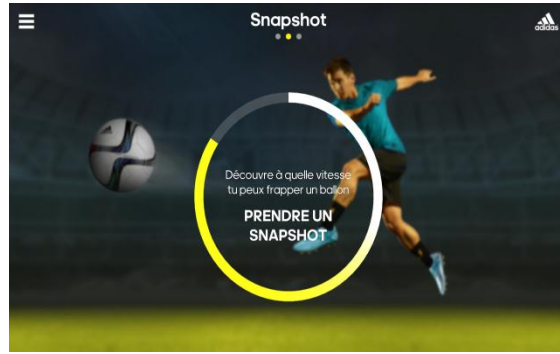 Snapshot
adidas
Découvre à quelle vitesse
tu peux frapper un ballon
PRENDRE UN
SNAPSHOT